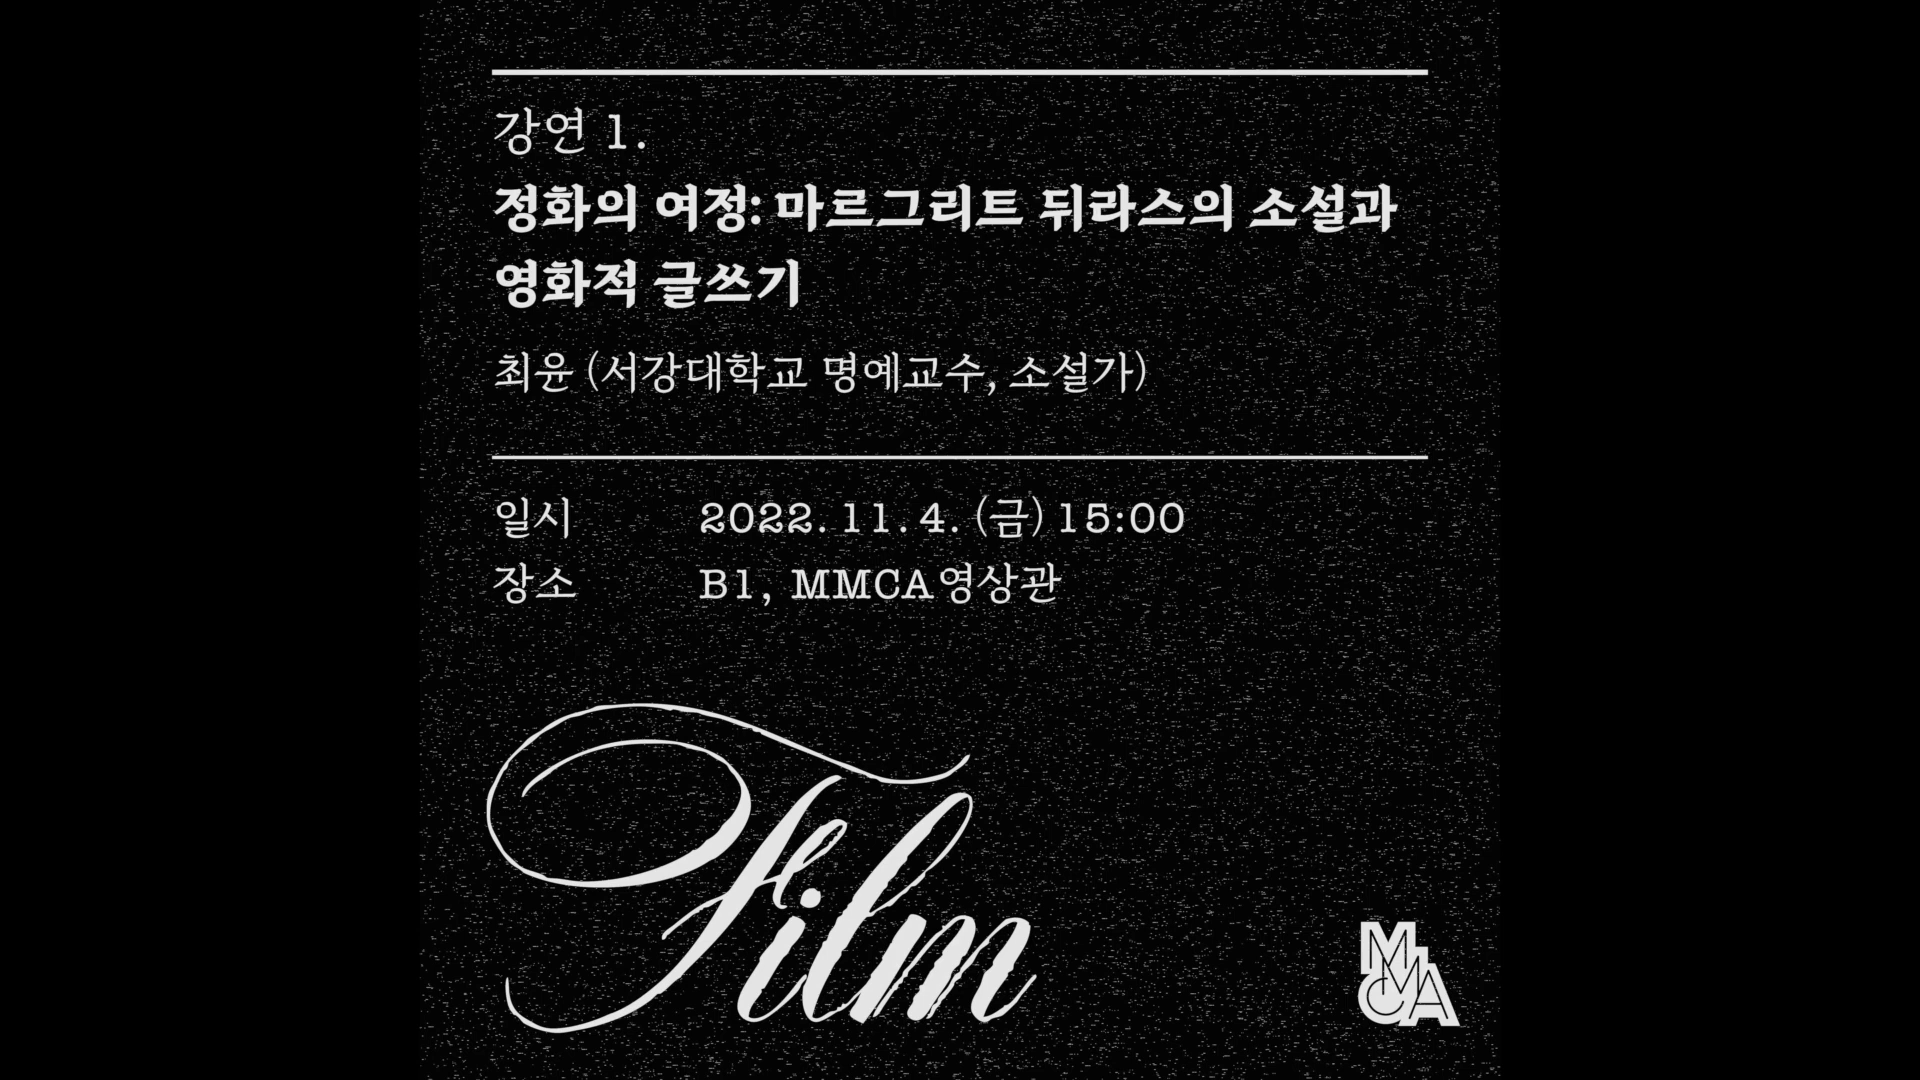 강연 1.
정화의 여정: 마르그리트 뒤라스의 소설과
영화적 글쓰기
최윤 (서강대학교 명예교수, 소설가)
일시 2022. 11. 4. (금) 15:00
장소 B1, MMCA영상관
Film
MMCA